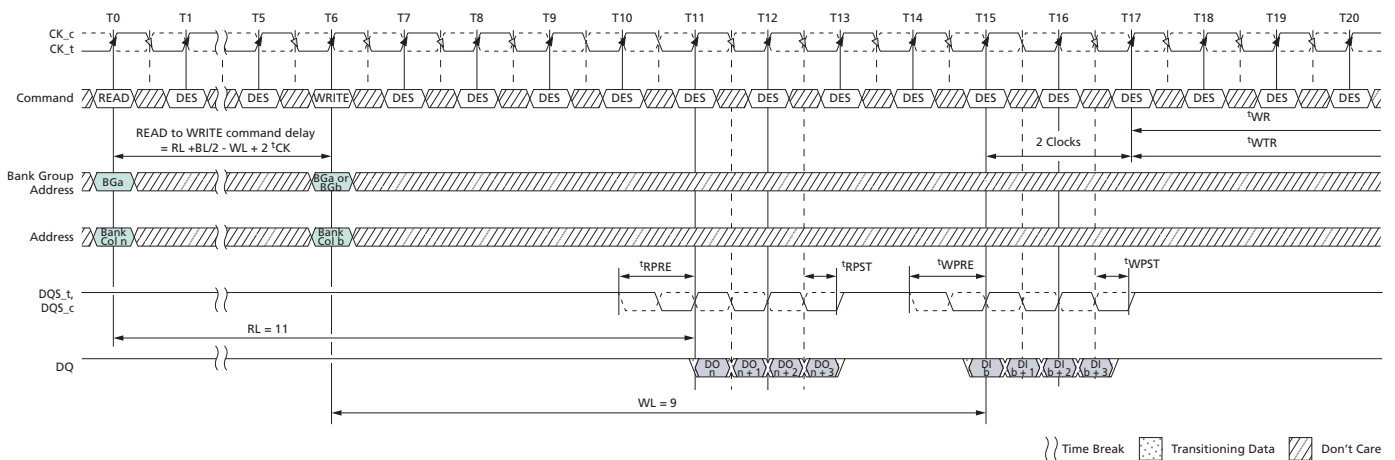 T0 T1 T5 T6 T7 T8 T9 T10 T11 T12 T13 T14 T15 T16 T17 T18 T19 T20
CK_c
CK_t
Command READ DES DES WRITE DES DES DES DES DES DES DES DES DES DES DES DES DES DES
READ to WRITE command delay
= RL +BL/2 - WL + 2 tCK
tWR
2 Clocks
tWTR
Bank Group
Address
BGa
BGa or
BGb
Address
Bank
Col n
Bank
Col b
tRPRE tRPST tWPRE tWPST
DQS_t,
DQS_c
RL = 11
DQ
DO
n
DO
n + 1
DO
n + 2
DO
n + 3
DI
b
DI
b + 1
DI
b + 2
DI
b + 3
WL = 9
Time Break Transitioning Data Don't Care